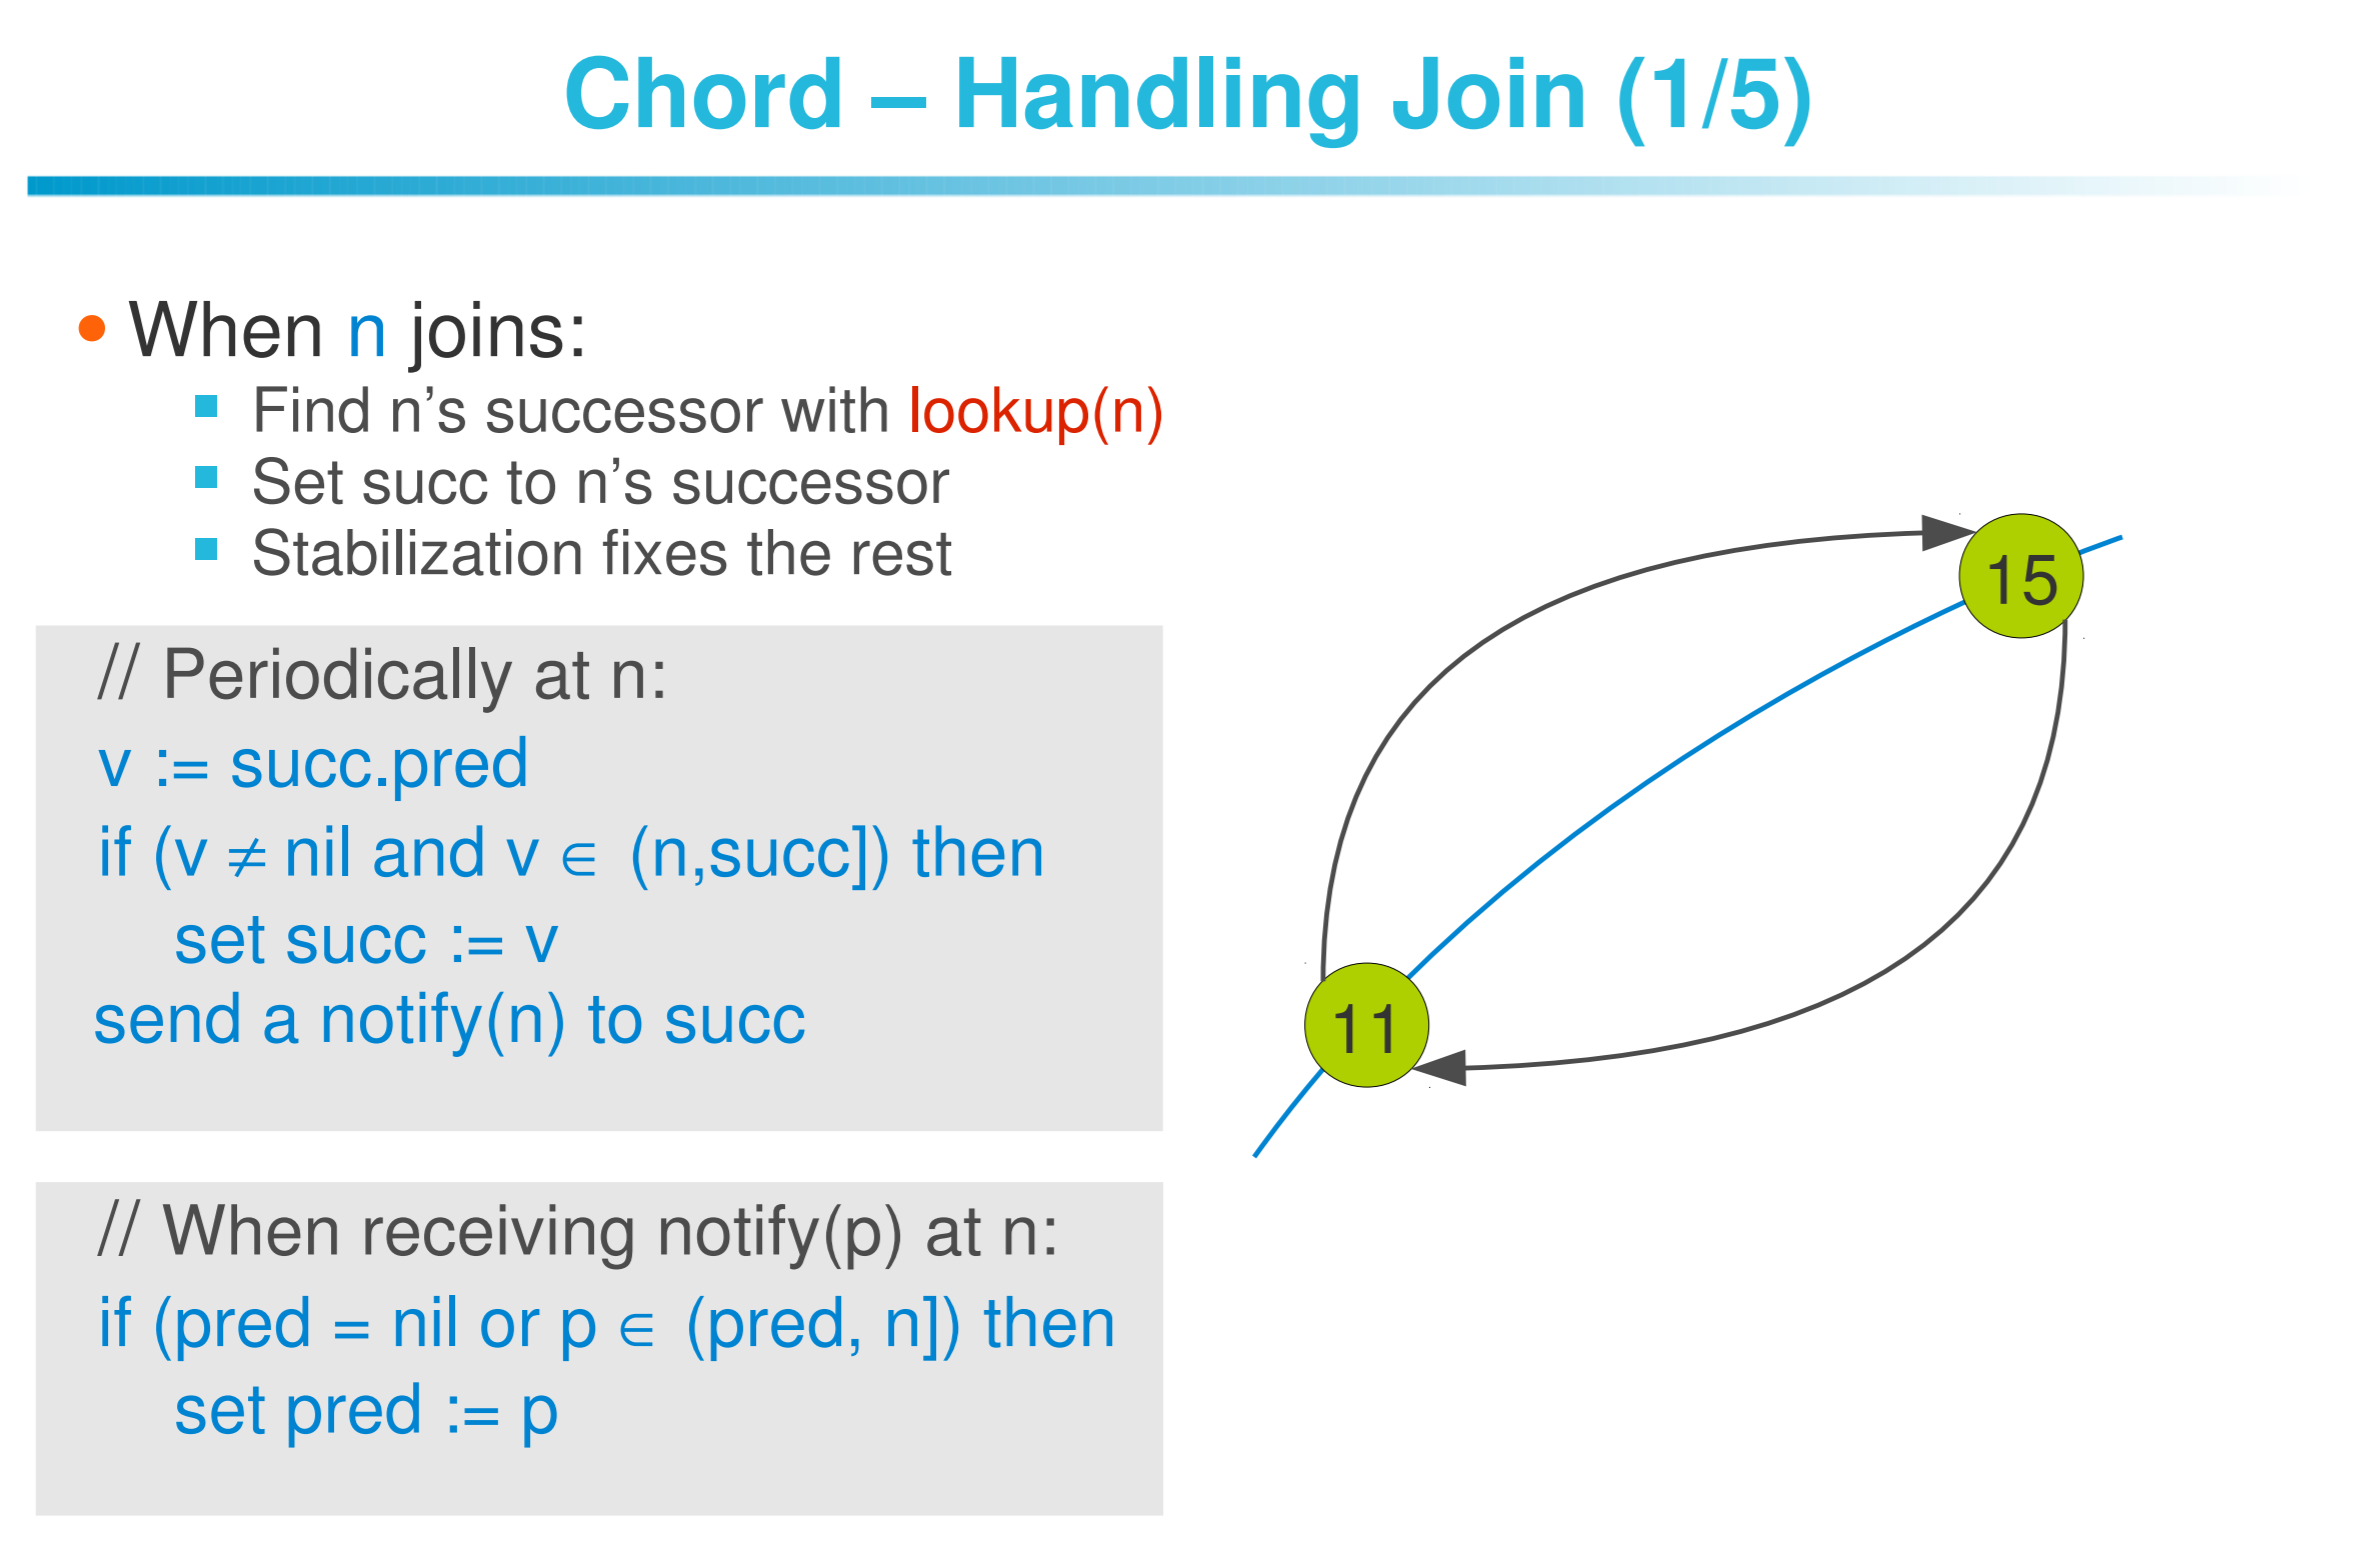 Chord – Handling Join (1/5)
When n joins:
Find n’s successor with lookup(n)
Set succ to n’s successor
Stabilization fixes the rest
// Periodically at n:
v := succ.pred
if (v ≠ nil and v ∈ (n,succ]) then
set succ := v
send a notify(n) to succ
// When receiving notify(p) at n:
if (pred = nil or p ∈ (pred, n]) then
set pred := p
15
11